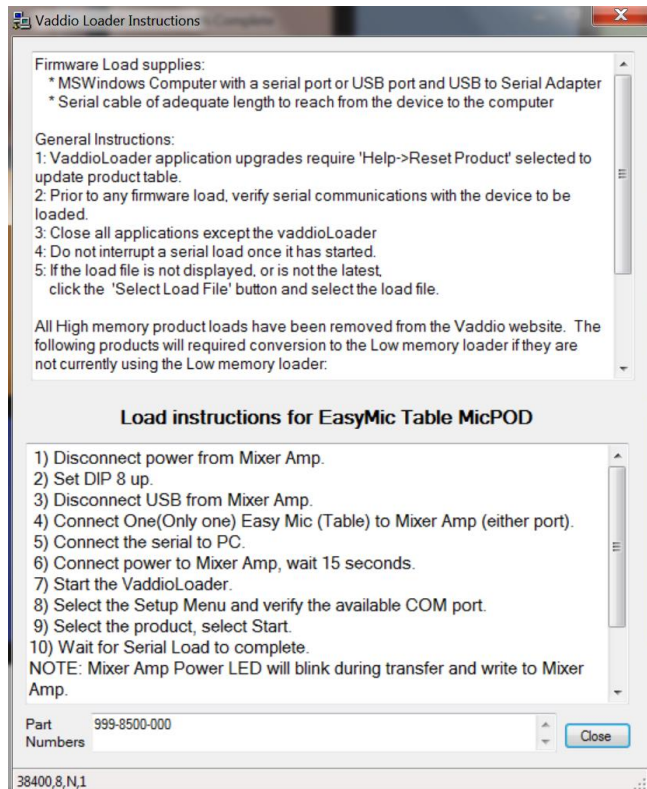 Vaddio Loader Instructions
Firmware Load supplies:
* MSWindows Computer with a serial port or USB port and USB to Serial Adapter
* Serial cable of adequate length to reach from the device to the computer
General Instructions:
1: VaddioLoader application upgrades require 'Help->Reset Product' selected to
update product table.
2: Prior to any firmware load, verify serial communications with the device to be
loaded.
3: Close all applications except the vaddioLoader
4: Do not interrupt a serial load once it has started.
5: If the load file is not displayed, or is not the latest,
click the 'Select Load File' button and select the load file.
All High memory product loads have been removed from the Vaddio website. The
following products will required conversion to the Low memory loader if they are
not currently using the Low memory loader:
Load instructions for EasyMic Table MicPOD
1) Disconnect power from Mixer Amp.
2) Set DIP 8 up.
3) Disconnect USB from Mixer Amp.
4) Connect One(Only one) Easy Mic (Table) to Mixer Amp (either port).
5) Connect the serial to PC.
6) Connect power to Mixer Amp, wait 15 seconds.
7) Start the VaddioLoader.
8) Select the Setup Menu and verify the available COM port.
9) Select the product, select Start.
10) Wait for Serial Load to complete.
NOTE: Mixer Amp Power LED will blink during transfer and write to Mixer
Amp.
Part
Numbers
999-8500-000
Close
38400,8,N,1